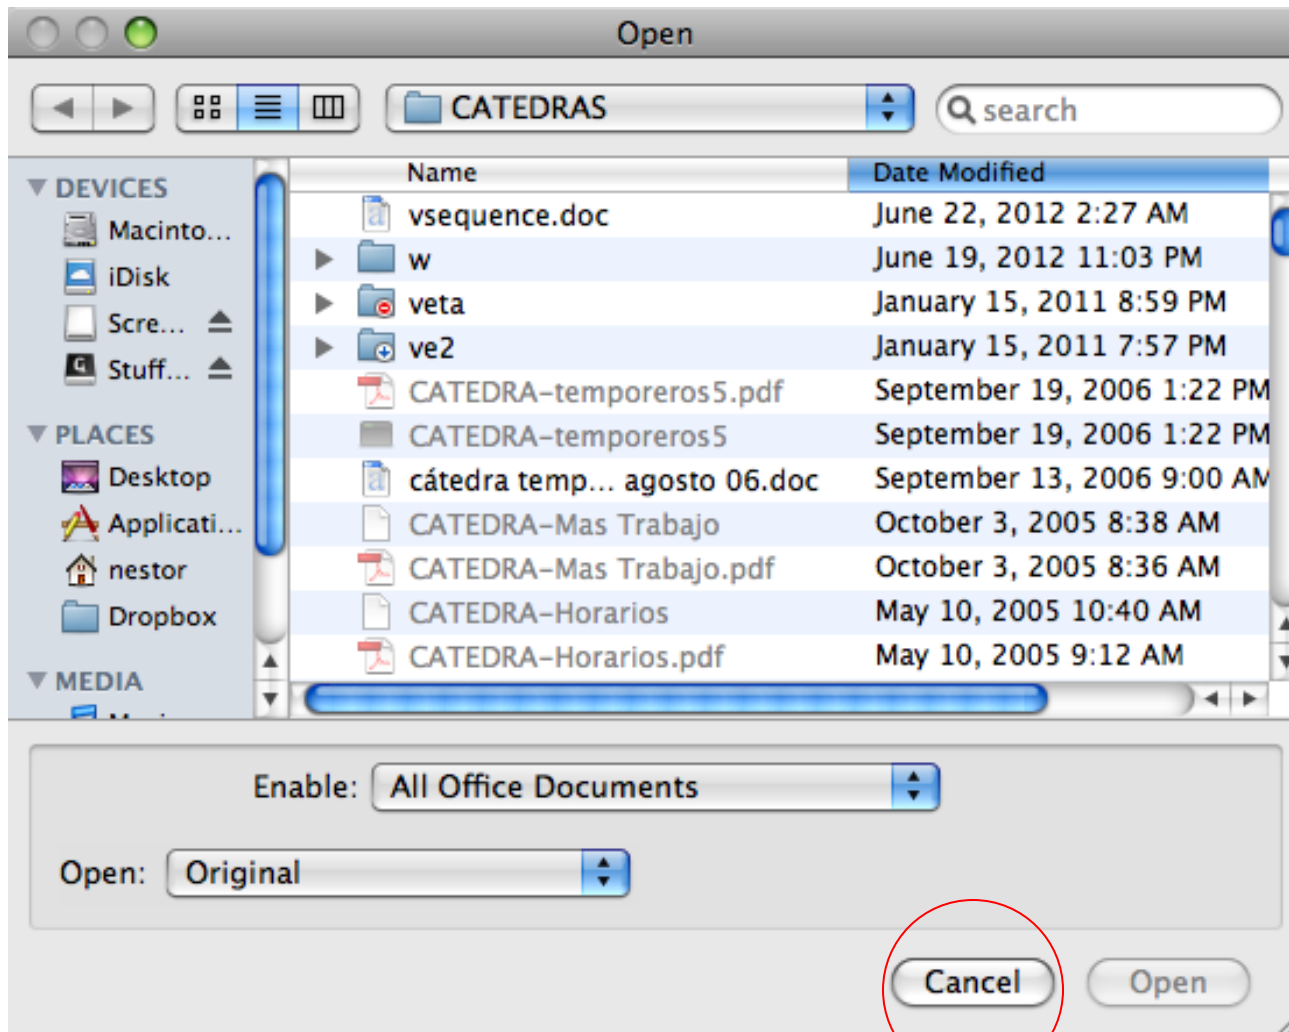 Open
CATEDRAS
search
DEVICES
Macinto...
iDisk
Scre...
Stuff...
PLACES
Desktop
Applicati...
nestor
Dropbox
MEDIA
Name Date Modified
vsequence.doc June 22, 2012 2:27 AM
w June 19, 2012 11:03 PM
veta January 15, 2011 8:59 PM
ve2 January 15, 2011 7:57 PM
CATEDRA-temporeros5.pdf September 19, 2006 1:22 PM
CATEDRA-temporeros5 September 19, 2006 1:22 PM
cátedra temp... agosto 06.doc September 13, 2006 9:00 AM
CATEDRA-Mas Trabajo October 3, 2005 8:38 AM
CATEDRA-Mas Trabajo.pdf October 3, 2005 8:36 AM
CATEDRA-Horarios May 10, 2005 10:40 AM
CATEDRA-Horarios.pdf May 10, 2005 9:12 AM
Enable: All Office Documents
Open: Original
Cancel Open